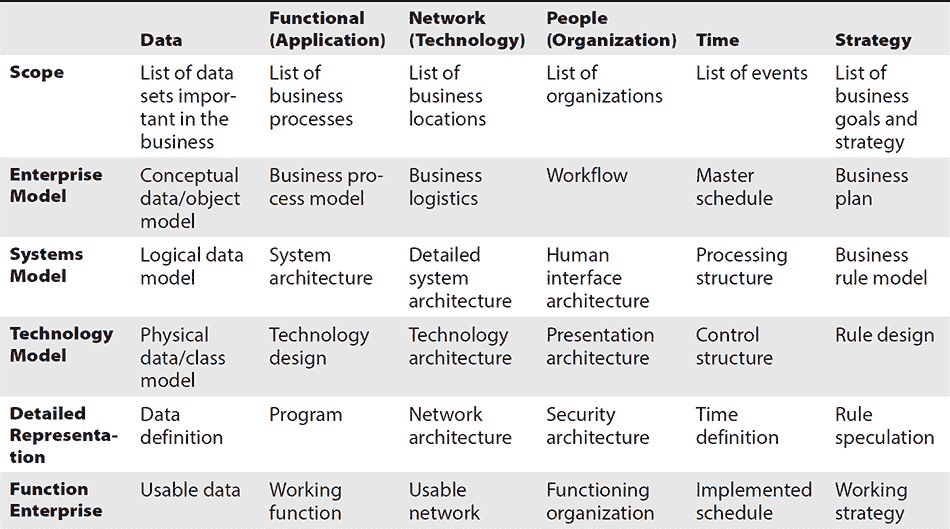 Data Functional (Application) Network (Technology) People (Organization) Time Strategy
Scope List of data sets impor-tant in the business List of business processes List of business locations List of organizations List of events List of business goals and strategy
Enterprise Model Conceptual data/object model Business pro-cess model Business logistics Workflow Master schedule Business plan
Systems Model Logical data model System architecture Detailed system architecture Human interface architecture Processing structure Business rule model
Technology Model Physical data/class model Technology design Technology architecture Presentation architecture Control structure Rule design
Detailed Representa-tion Data definition Program Network architecture Security architecture Time definition Rule speculation
Function Enterprise Usable data Working function Usable network Functioning organization Implemented schedule Working strategy